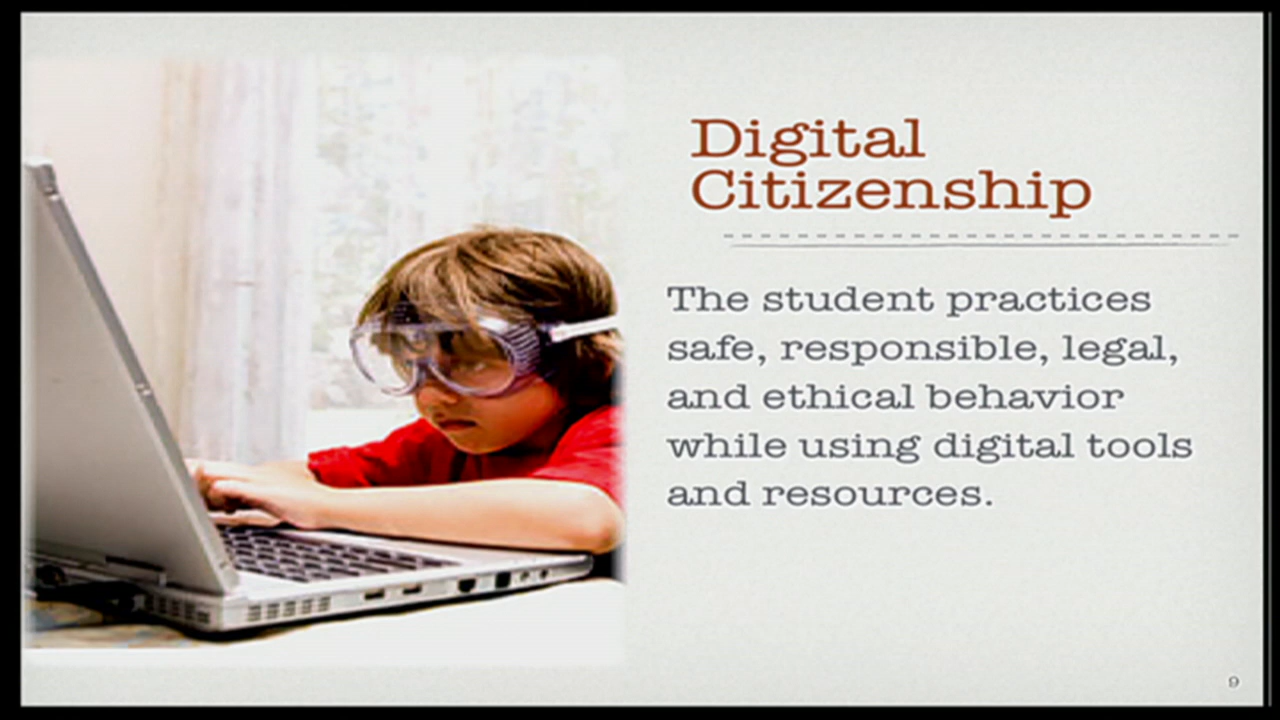 Digital
Citizenship
The student practices
safe, responsible, legal,
and ethical behavior
while using digital tools
and resources.
9